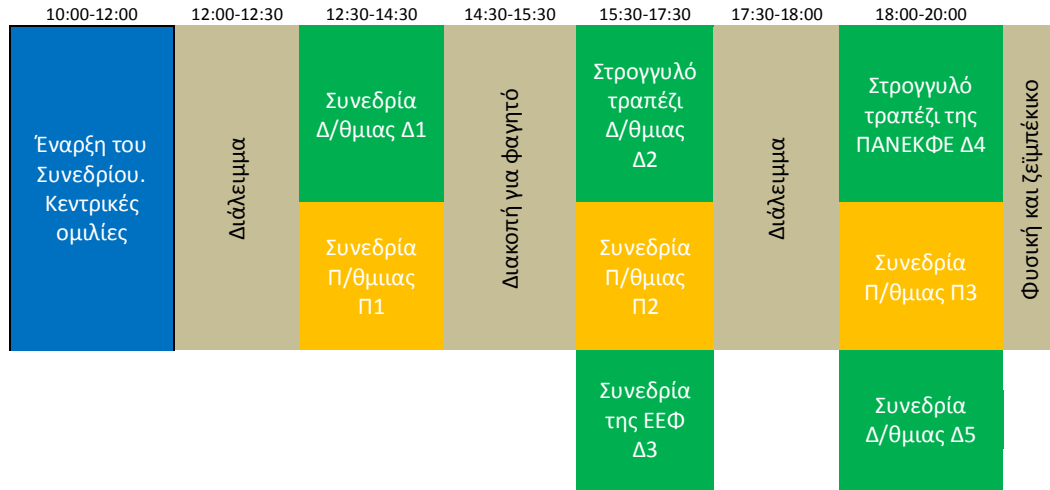 10:00-12:00
12:00-12:30
12:30-14:30
14:30-15:30
15:30-17:30
17:30-18:00
18:00-20:00
Έναρξη του
Συνεδρίου.
Κεντρικές
ομιλίες
Διάλειμμα
Συνεδρία
Δ/θμιας Δ1
Συνεδρία
Π/θμιιας
Π1
Διακοπή για φαγητό
Στρογγυλό
τραπέζι
Δ/θμιας
Δ2
Συνεδρία
Π/θμιας
Π2
Συνεδρία
της ΕΕΦ
Δ3
Διάλειμμα
Στρογγυλό
τραπέζι της
ΠΑΝΕΚΦΕ Δ4
Συνεδρία
Π/θμιας Π3
Συνεδρία
Δ/θμιας Δ5
Φυσική και ζεϊμπέκικο